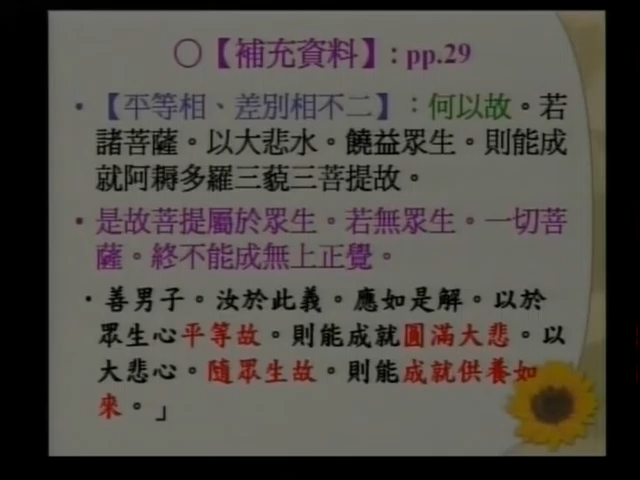 ○【補充資料】: pp.29
• 【平等相、差別相不二】：何以故。若
諸菩薩。以大悲水。饒益眾生。則能成
就阿耨多羅三藐三菩提故。
• 是故菩提屬於眾生。若無眾生。一切菩
薩。終不能成無上正覺。
• 善男子。汝於此義。應如是解。以於
眾生心平等故。則能成就圓滿大悲。以
大悲心。隨眾生故。則能成就供養如
來。」